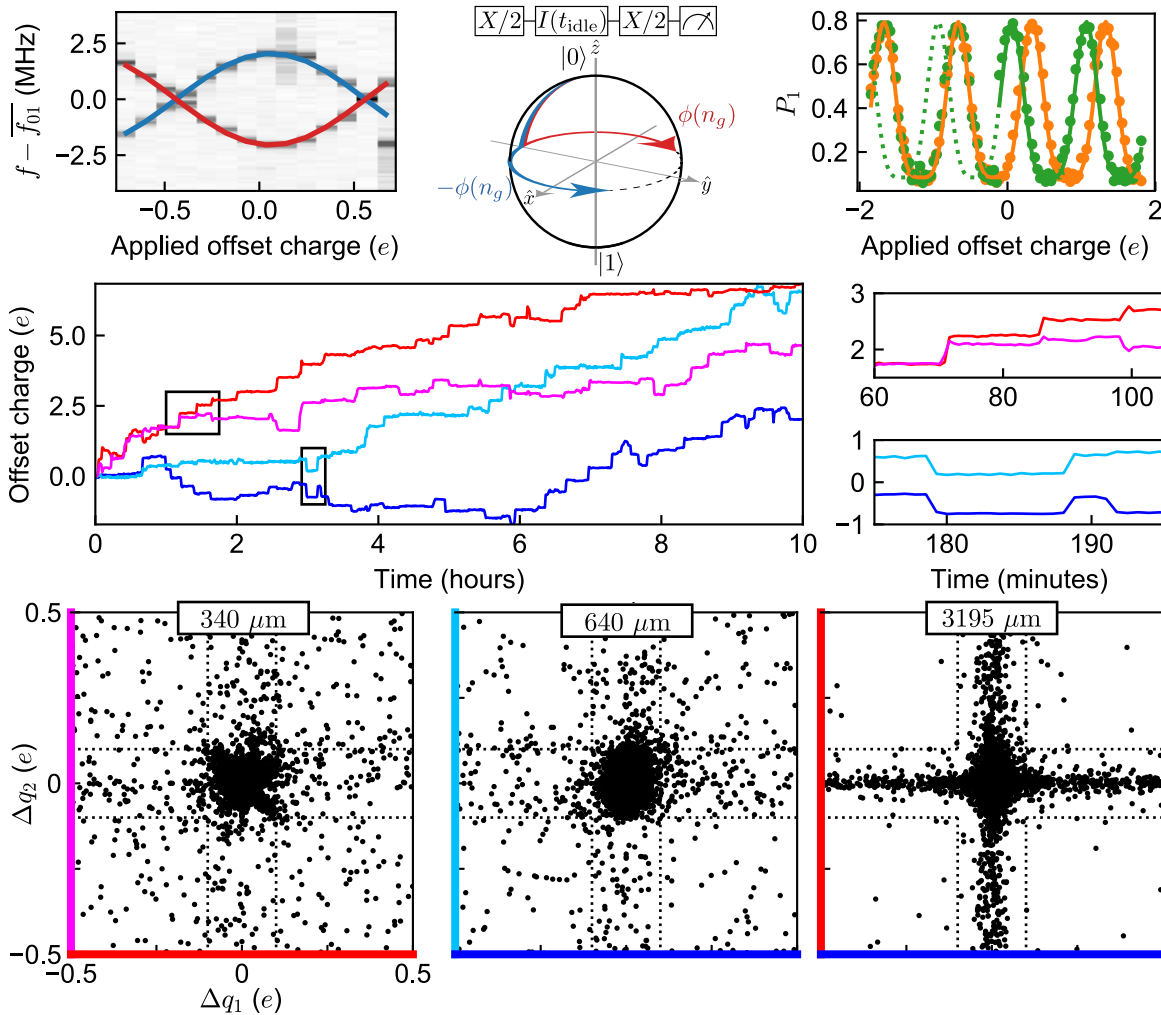 X/2 I(t_idle) X/2
f − f̅₀₁ (MHz)
2.5
0.0
−2.5
−0.5 0.0 0.5
Applied offset charge (e)
|0⟩
ẑ
ϕ(n_g)
−ϕ(n_g)
x̂
ŷ
|1⟩
P₁
0.8
0.6
0.4
0.2
−2 0 2
Applied offset charge (e)
Offset charge (e)
5.0
2.5
0.0
0 2 4 6 8 10
Time (hours)
3
2
60 80 100
1
0
−1
180 190
Time (minutes)
340 μm
640 μm
3195 μm
Δq₂ (e)
0.5
0
−0.5
−0.5 0 0.5
Δq₁ (e)